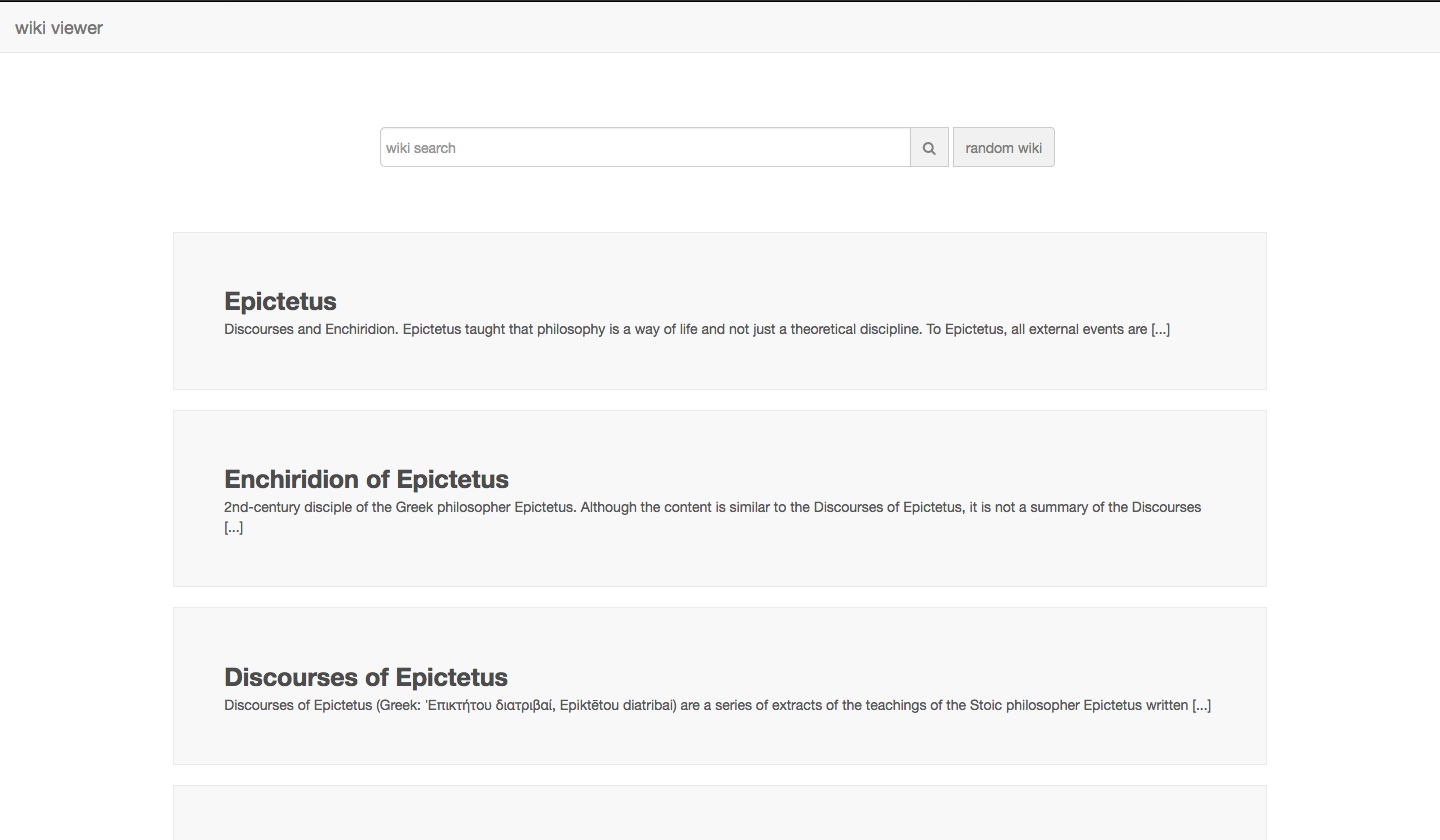 wiki viewer
wiki search
random wiki
Epictetus
Discourses and Enchiridion. Epictetus taught that philosophy is a way of life and not just a theoretical discipline. To Epictetus, all external events are [...]
Enchiridion of Epictetus
2nd-century disciple of the Greek philosopher Epictetus. Although the content is similar to the Discourses of Epictetus, it is not a summary of the Discourses
[...]
Discourses of Epictetus
Discourses of Epictetus (Greek: Ἐπικτήτου διατριβαί, Epiktētou diatribai) are a series of extracts of the teachings of the Stoic philosopher Epictetus written [...]